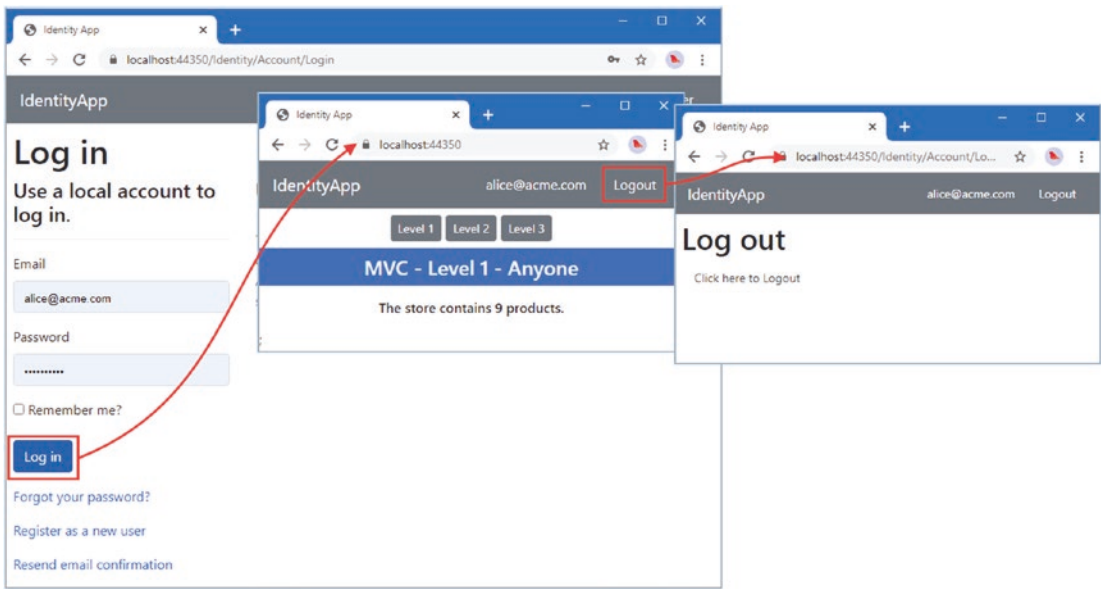 Identity App
localhost:44350/Identity/Account/Login
IdentityApp
Log in
Use a local account to
log in.
Email
alice@acme.com
Password
Remember me?
Log in
Forgot your password?
Register as a new user
Resend email confirmation
Identity App
localhost:44350
IdentityApp alice@acme.com Logout
Level 1 Level 2 Level 3
MVC - Level 1 - Anyone
The store contains 9 products.
Identity App
localhost:44350/Identity/Account/Lo...
IdentityApp alice@acme.com Logout
Log out
Click here to Logout